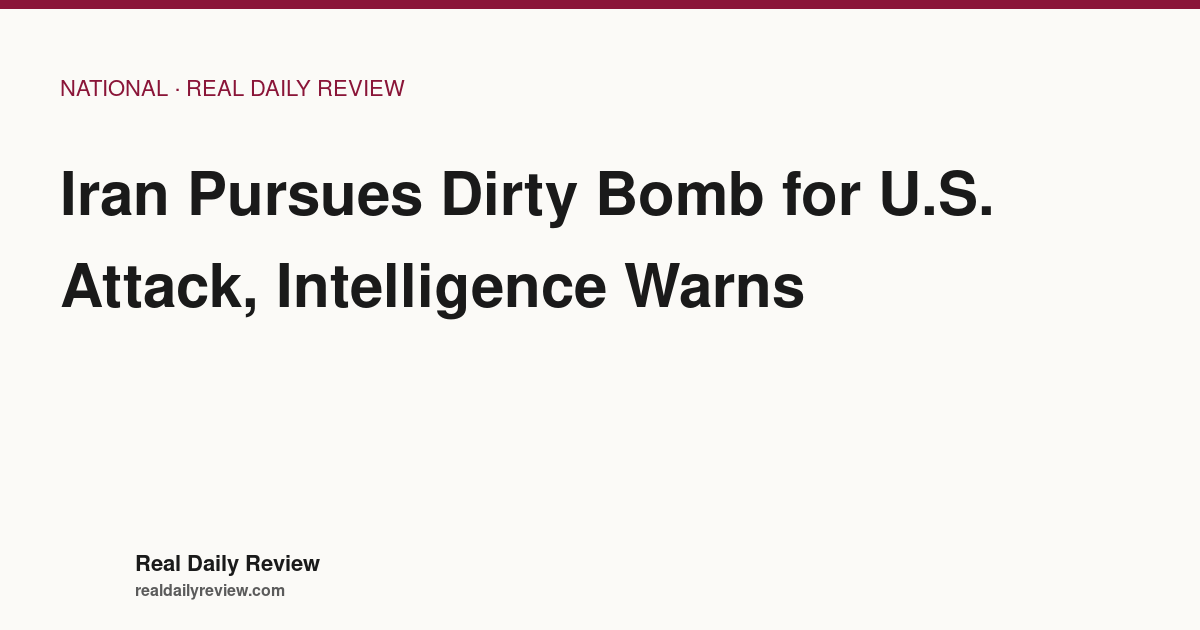 NATIONAL · REAL DAILY REVIEW
Iran Pursues Dirty Bomb for U.S.
Attack, Intelligence Warns
Real Daily Review
realdailyreview.com